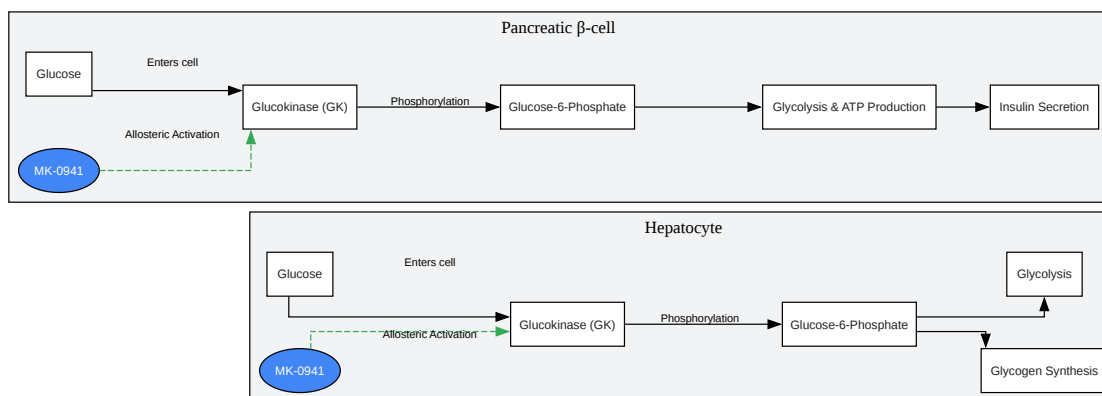 Pancreatic β-cell
Glucose
Enters cell
Glucokinase (GK)
Phosphorylation
Glucose-6-Phosphate
Glycolysis & ATP Production
Insulin Secretion
Allosteric Activation
MK-0941
Hepatocyte
Glucose
Enters cell
Glycolysis
Glucokinase (GK)
Phosphorylation
Glucose-6-Phosphate
Allosteric Activation
MK-0941
Glycogen Synthesis